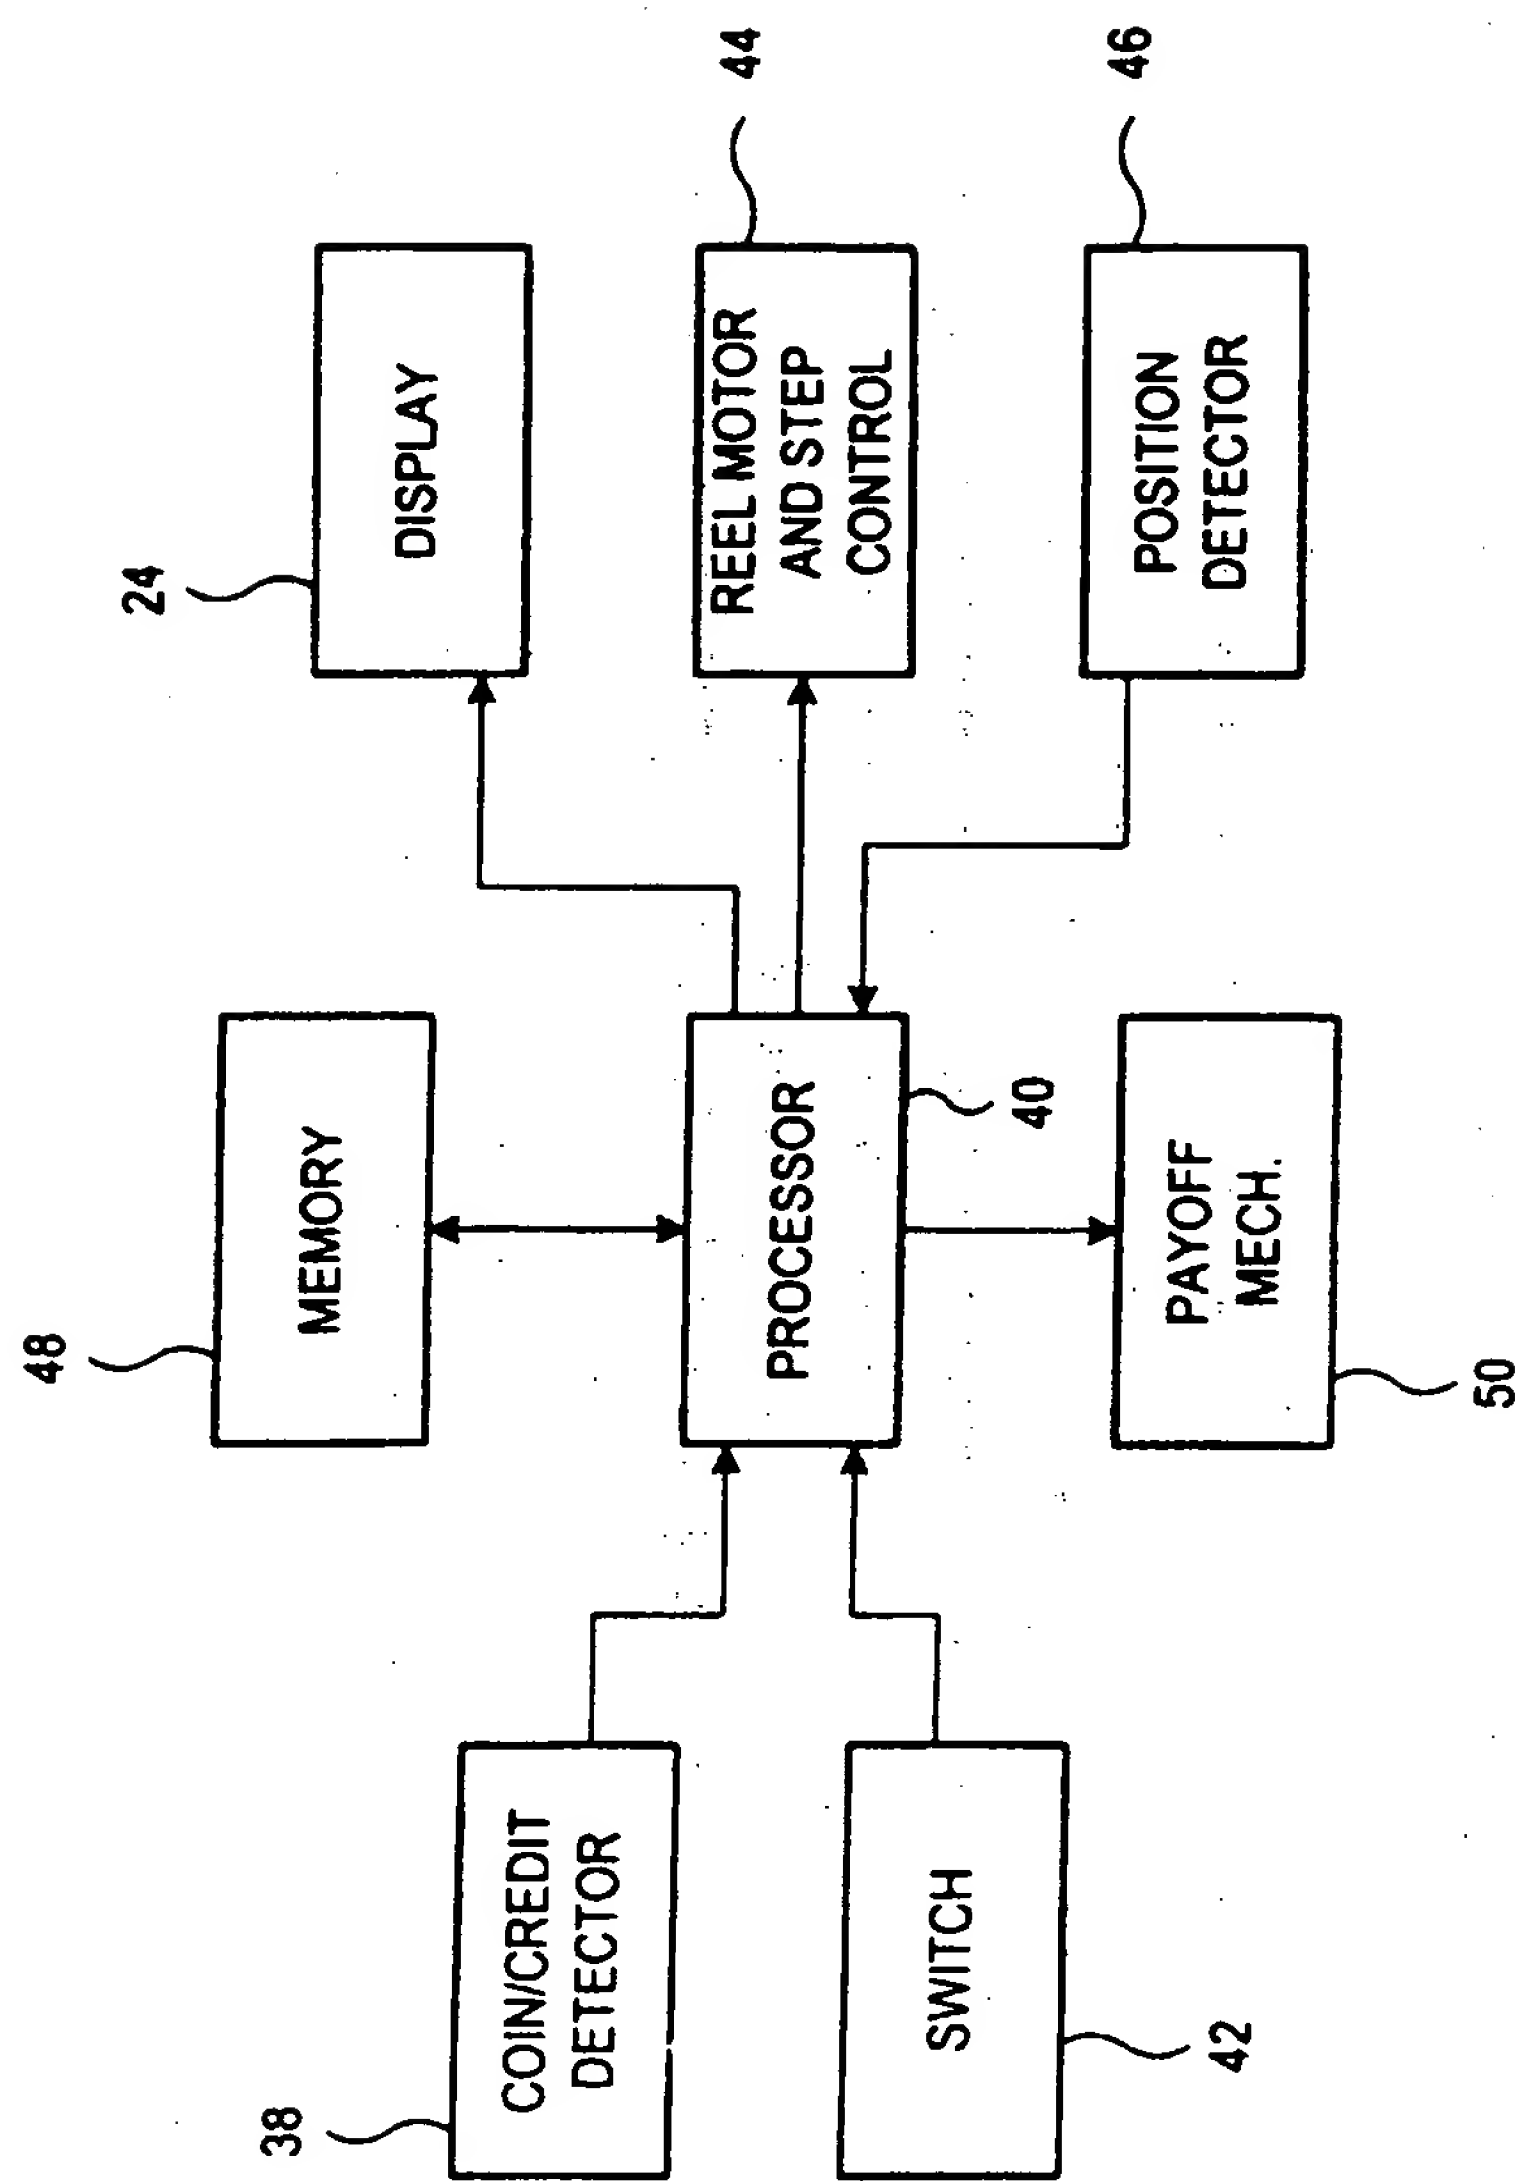 48
MEMORY
24
DISPLAY
38
COIN/CREDIT
DETECTOR
PROCESSOR
40
44
REEL MOTOR
AND STEP
CONTROL
SWITCH
42
PAYOFF
MECH.
50
46
POSITION
DETECTOR